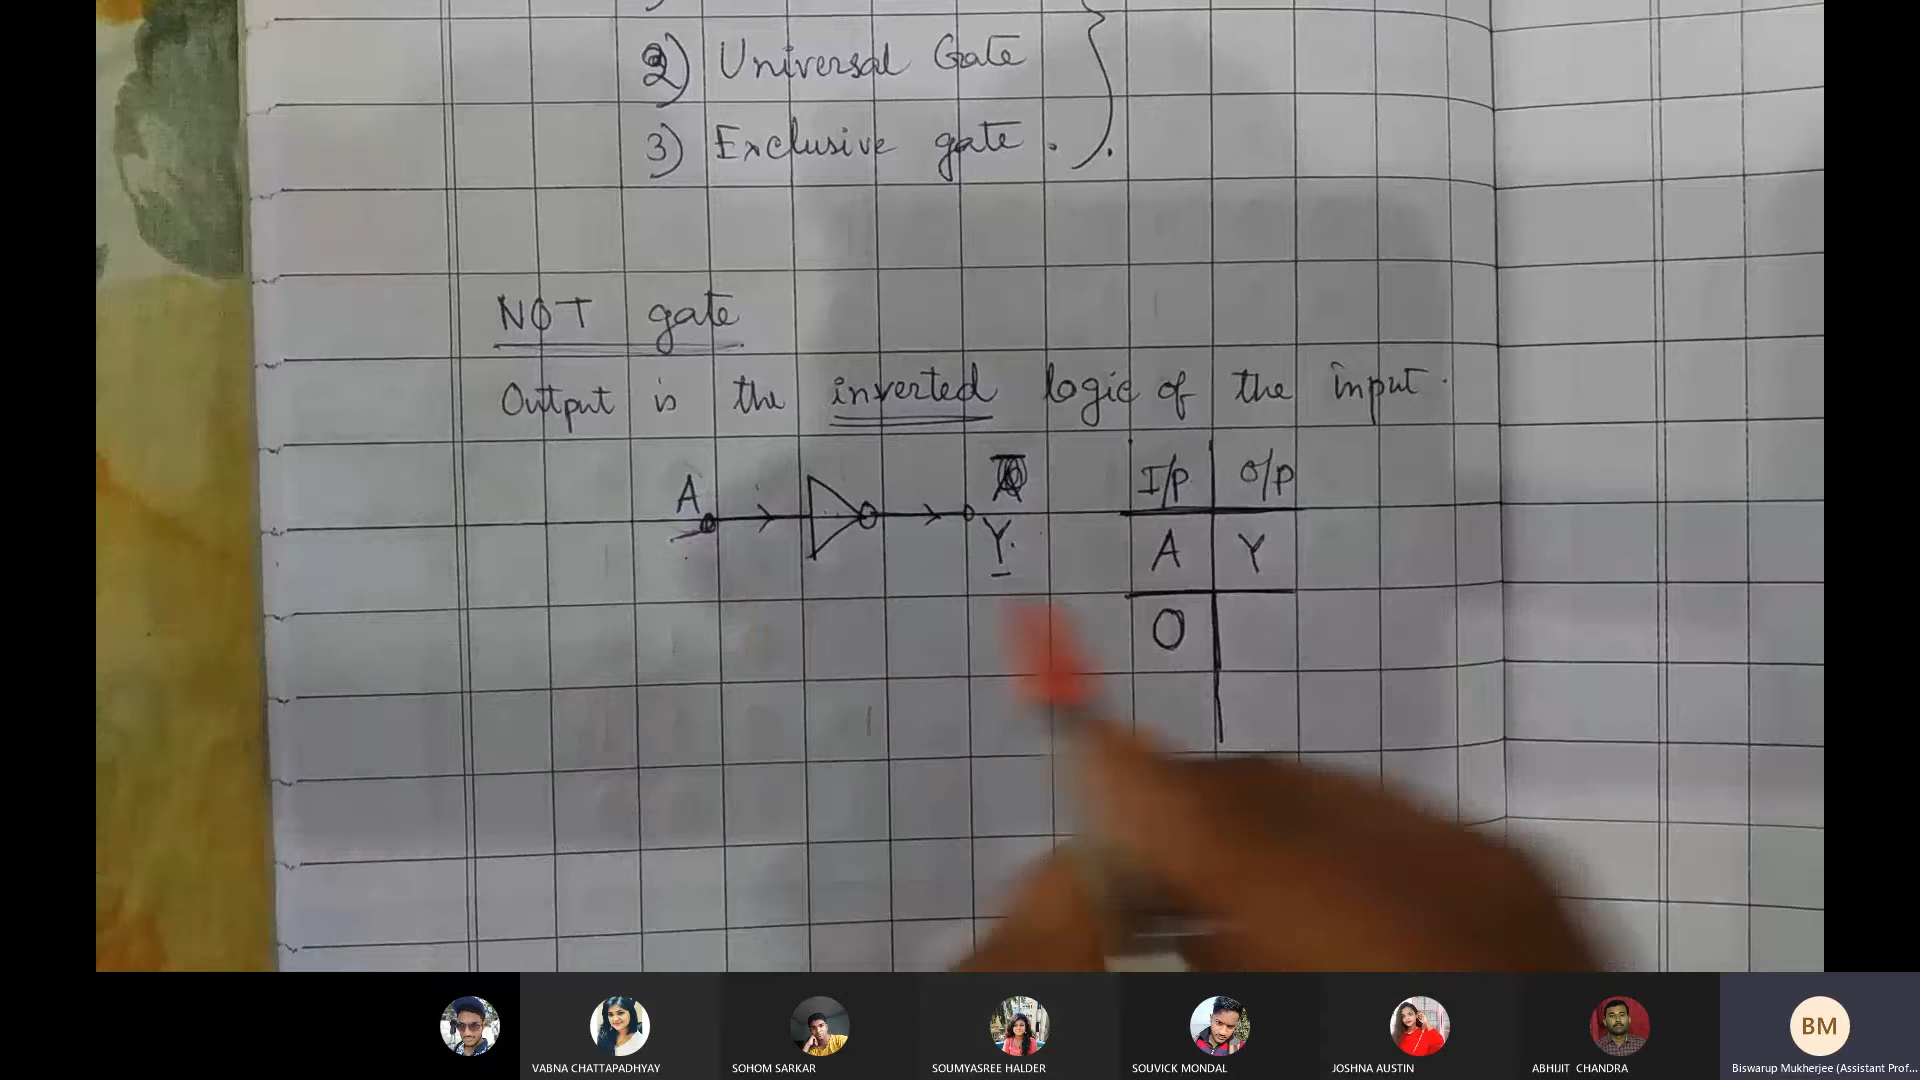 2) Universal Gate
3) Exclusive gate.
NOT gate
Output is the inverted logic of the input.
A
Y.
I/P O/P
A Y
0
VABNA CHATTAPADHYAY
SOHOM SARKAR
SOUMYASREE HALDER
SOUVICK MONDAL
JOSHNA AUSTIN
ABHIJIT CHANDRA
BM
Biswarup Mukherjee (Assistant Prof...